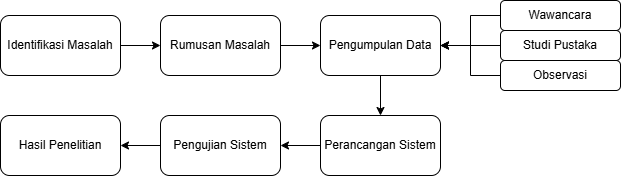 Identifikasi Masalah
Rumusan Masalah
Pengumpulan Data
Wawancara
Studi Pustaka
Observasi
Perancangan Sistem
Pengujian Sistem
Hasil Penelitian